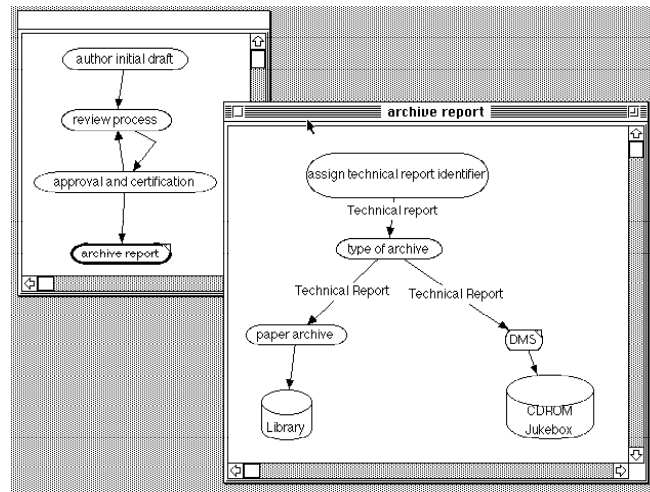 author initial draft
review process
approval and certification
archive report
archive report
assign technical report identifier
Technical report
type of archive
Technical Report
Technical Report
paper archive
DMS
Library
CDROM
Jukebox